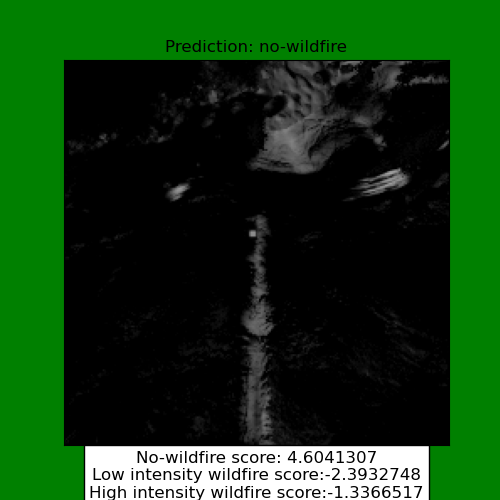 Prediction: no-wildfire
No-wildfire score: 4.6041307
Low intensity wildfire score:-2.3932748
High intensity wildfire score:-1.3366517